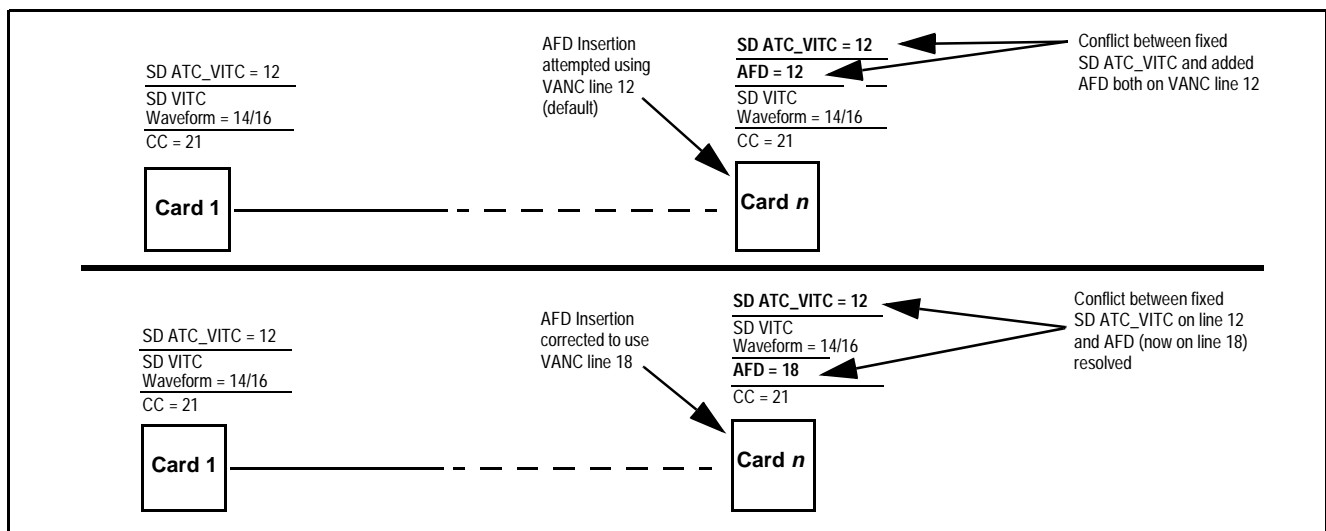 SD ATC_VITC = 12
SD VITC
Waveform = 14/16
CC = 21
Card 1
AFD Insertion
attempted using
VANC line 12
(default)
SD ATC_VITC = 12
AFD = 12
SD VITC
Waveform = 14/16
CC = 21
Card n
Conflict between fixed
SD ATC_VITC and added
AFD both on VANC line 12
SD ATC_VITC = 12
SD VITC
Waveform = 14/16
CC = 21
Card 1
AFD Insertion
corrected to use
VANC line 18
SD ATC_VITC = 12
SD VITC
Waveform = 14/16
AFD = 18
CC = 21
Card n
Conflict between fixed
SD ATC_VITC on line 12
and AFD (now on line 18)
resolved